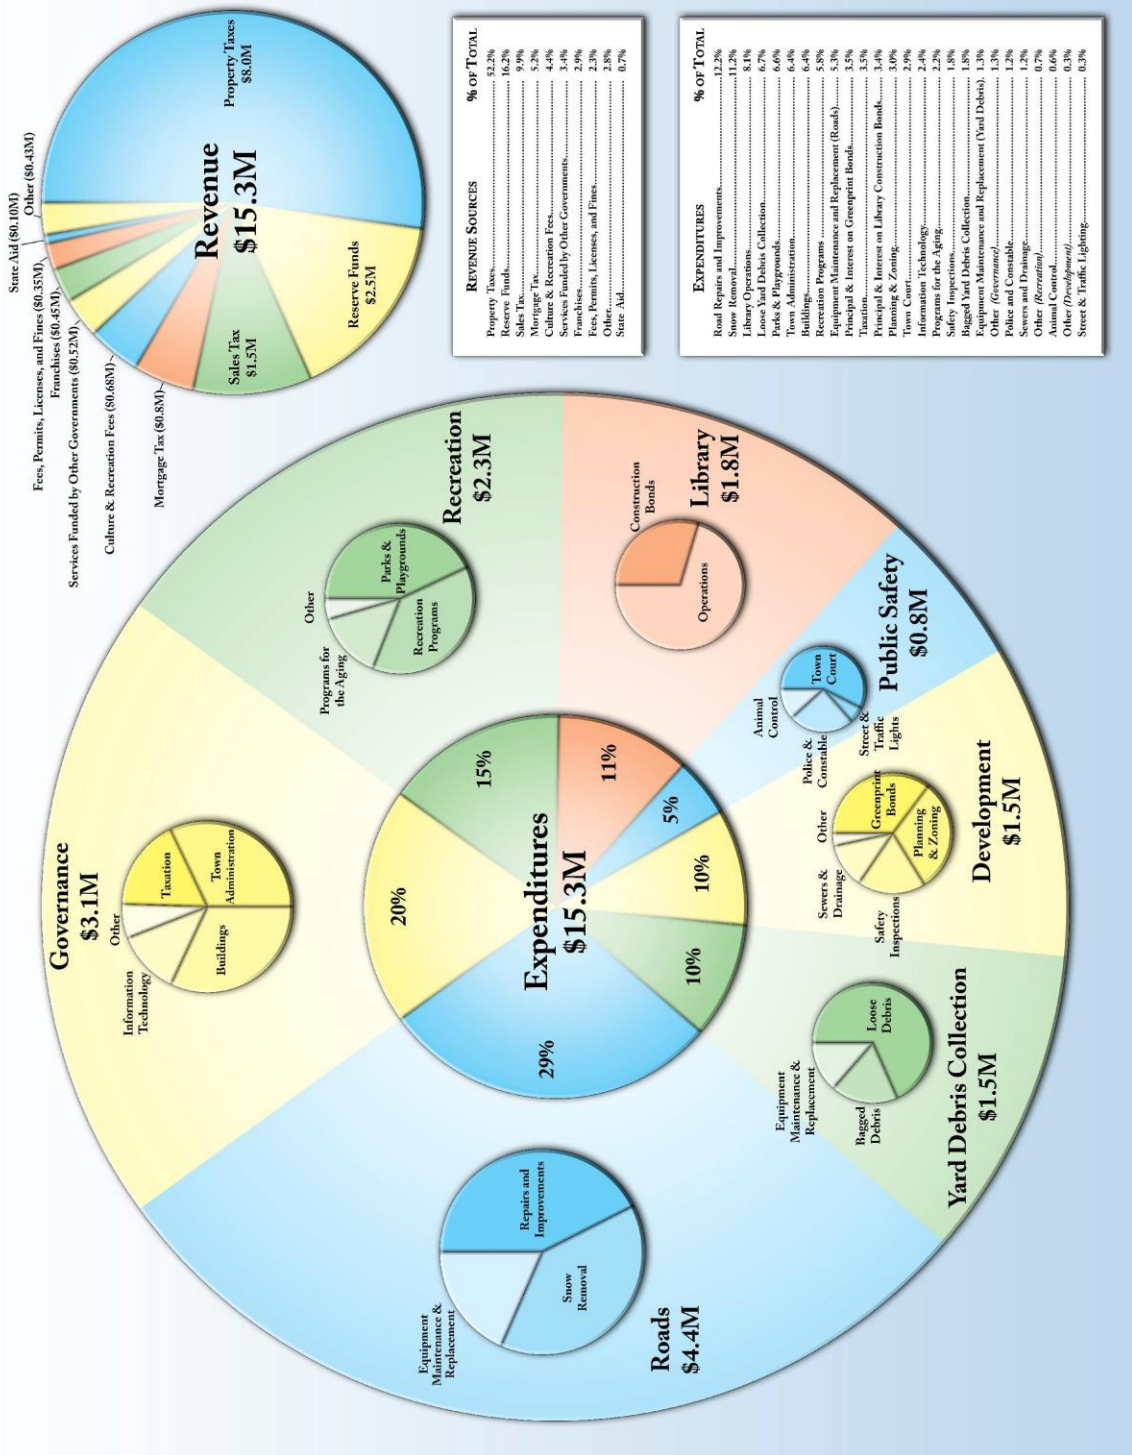 Governance
$3.1M
Other
Information
Technology
Taxation
Town
Administration
Buildings
Recreation
$2.3M
Other
Programs for
the Aging
Parks &
Playgrounds
Recreation
Programs
Library
$1.8M
Construction
Bonds
Operations
Public Safety
$0.8M
Animal
Control
Town
Court
Police &
Constable
Street &
Traffic
Lights
Development
$1.5M
Other
Greenprint
Bonds
Planning
& Zoning
Sewers &
Drainage
Safety
Inspections
Yard Debris Collection
$1.5M
Equipment
Maintenance &
Replacement
Loose
Debris
Bagged
Debris
Roads
$4.4M
Equipment
Maintenance &
Replacement
Repairs and
Improvements
Snow
Removal
Expenditures
$15.3M
20%
15%
11%
5%
10%
10%
29%
State Aid ($0.10M)
Other ($0.43M)
Fees, Permits, Licenses, and Fines ($0.35M)
Franchises ($0.45M)
Services Funded by Other Governments ($0.52M)
Culture & Recreation Fees ($0.68M)
Mortgage Tax ($0.8M)
Revenue
$15.3M
Property Taxes
$8.0M
Reserve Funds
$2.5M
Sales Tax
$1.5M
REVENUE SOURCES % OF TOTAL
Property Taxes 52.2%
Reserve Funds 16.2%
Sales Tax 9.9%
Mortgage Tax 5.2%
Culture & Recreation Fees 4.4%
Services Funded by Other Governments 3.4%
Franchises 2.9%
Fees, Permits, Licenses, and Fines 2.3%
Other 2.8%
State Aid 0.7%
EXPENDITURES % OF TOTAL
Road Repairs and Improvements 12.2%
Snow Removal 11.2%
Library Operations 8.1%
Loose Yard Debris Collection 6.7%
Parks & Playgrounds 6.6%
Town Administration 6.4%
Buildings 6.4%
Recreation Programs 5.8%
Equipment Maintenance and Replacement (Roads) 5.3%
Principal & Interest on Greenprint Bonds 3.5%
Taxation 3.5%
Principal & Interest on Library Construction Bonds 3.4%
Planning & Zoning 3.0%
Town Court 2.9%
Information Technology 2.4%
Programs for the Aging 2.2%
Safety Inspections 1.8%
Bagged Yard Debris Collection 1.8%
Equipment Maintenance and Replacement (Yard Debris) 1.3%
Other (Governance) 1.3%
Police and Constable 1.2%
Sewers and Drainage 1.2%
Other (Recreation) 0.7%
Animal Control 0.6%
Other (Development) 0.3%
Street & Traffic Lighting 0.3%